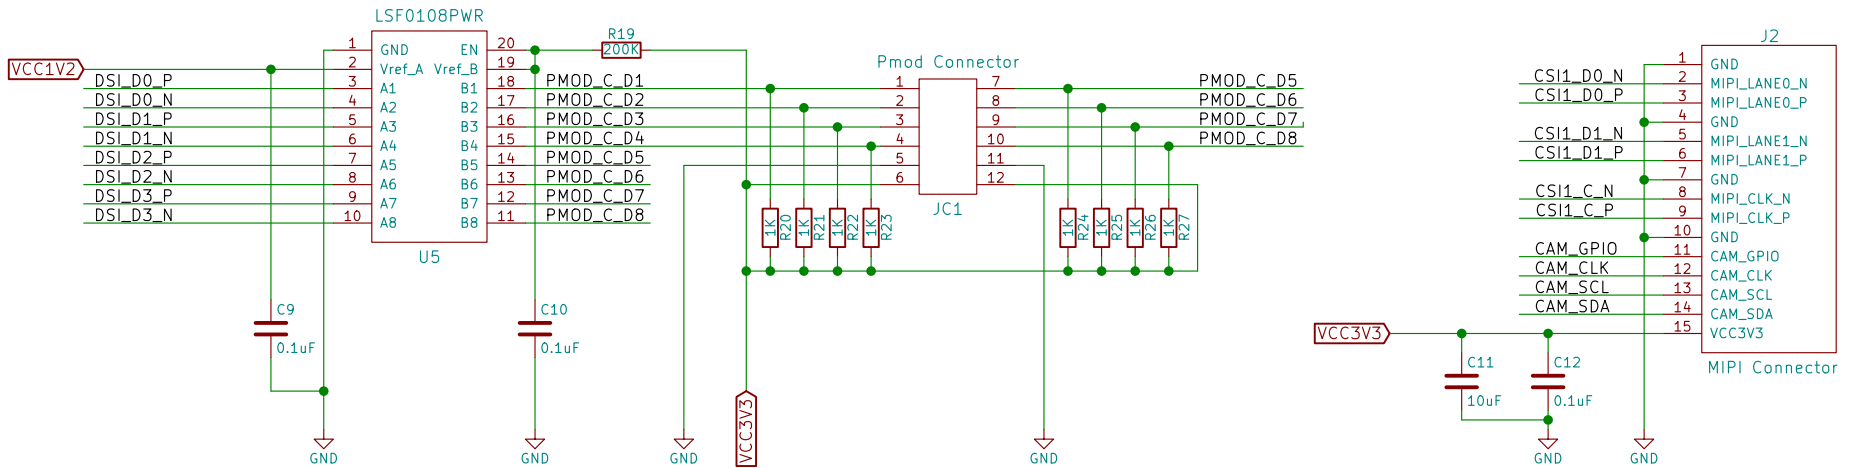 LSF0108PWR
VCC1V2
DSI_D0_P
DSI_D0_N
DSI_D1_P
DSI_D1_N
DSI_D2_P
DSI_D2_N
DSI_D3_P
DSI_D3_N
1 GND EN 20
2 Vref_A Vref_B 19
3 A1 B1 18
4 A2 B2 17
5 A3 B3 16
6 A4 B4 15
7 A5 B5 14
8 A6 B6 13
9 A7 B7 12
10 A8 B8 11
U5
PMOD_C_D1
PMOD_C_D2
PMOD_C_D3
PMOD_C_D4
PMOD_C_D5
PMOD_C_D6
PMOD_C_D7
PMOD_C_D8
R19
200K
C9
0.1uF
GND
C10
0.1uF
GND
Pmod Connector
1 7
2 8
3 9
4 10
5 11
6 12
JC1
PMOD_C_D5
PMOD_C_D6
PMOD_C_D7
PMOD_C_D8
1K R20
1K R21
1K R22
1K R23
1K R24
1K R25
1K R26
1K R27
GND
VCC3V3
GND
J2
CSI1_D0_N
CSI1_D0_P
CSI1_D1_N
CSI1_D1_P
CSI1_C_N
CSI1_C_P
CAM_GPIO
CAM_CLK
CAM_SCL
CAM_SDA
1 GND
2 MIPI_LANE0_N
3 MIPI_LANE0_P
4 GND
5 MIPI_LANE1_N
6 MIPI_LANE1_P
7 GND
8 MIPI_CLK_N
9 MIPI_CLK_P
10 GND
11 CAM_GPIO
12 CAM_CLK
13 CAM_SCL
14 CAM_SDA
15 VCC3V3
MIPI Connector
VCC3V3
C11
10uF
C12
0.1uF
GND
GND